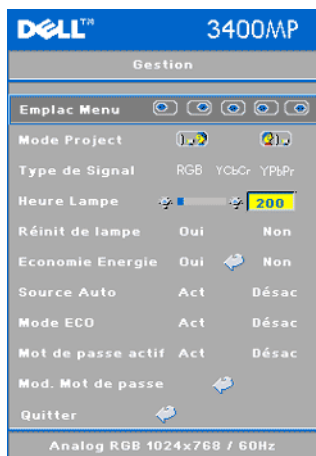 DELL™ 3400MP
Gestion
Emplac Menu
Mode Project
Type de Signal RGB YCbCr YPbPr
Heure Lampe 200
Réinit de lampe Oui Non
Economie Energie Oui Non
Source Auto Act Désac
Mode ECO Act Désac
Mot de passe actif Act Désac
Mod. Mot de passe
Quitter
Analog RGB 1024x768 / 60Hz